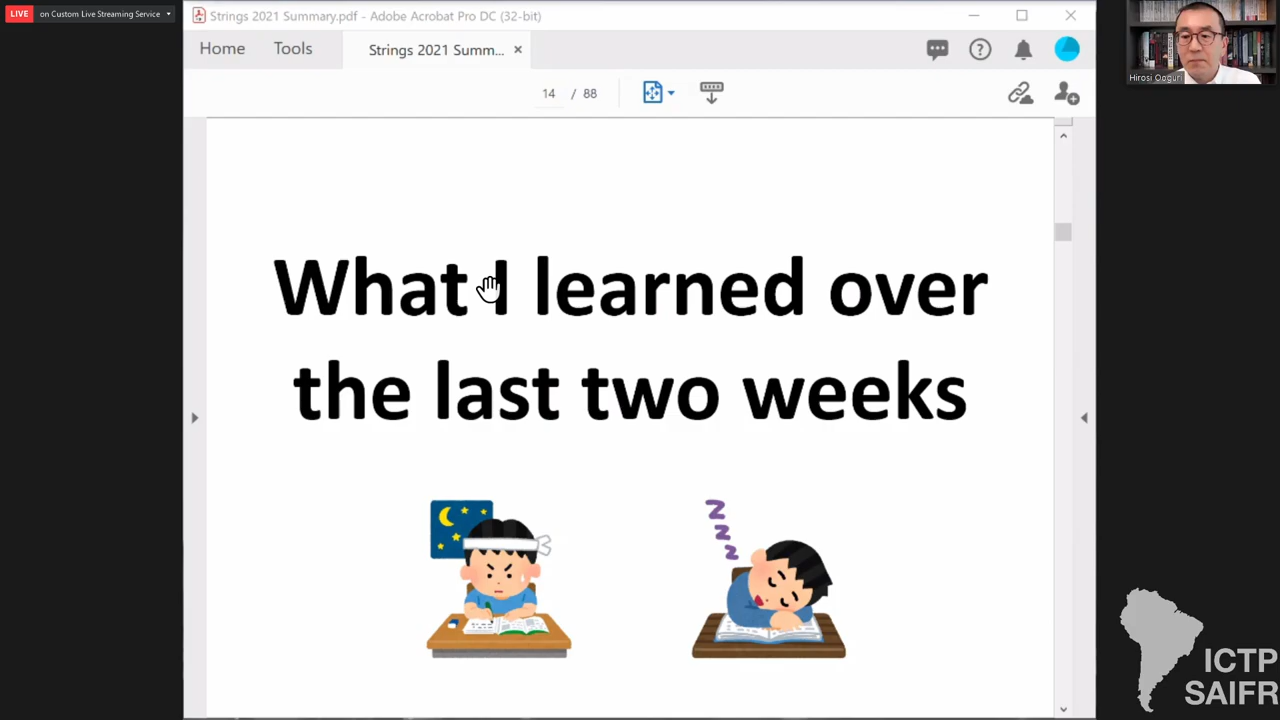 LIVE on Custom Live Streaming Service
Strings 2021 Summary.pdf - Adobe Acrobat Pro DC (32-bit)
Home Tools Strings 2021 Summ... ×
14 / 88
Hirosi Ooguri
What I learned over
the last two weeks
Z
Z
Z
ICTP
SAIFR